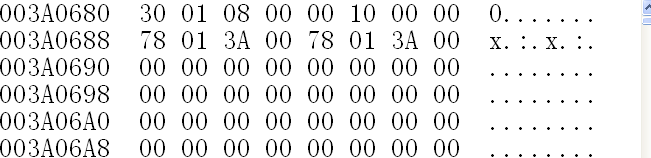 003A0680 30 01 08 00 00 10 00 00 0.......
003A0688 78 01 3A 00 78 01 3A 00 x.:.x.:.
003A0690 00 00 00 00 00 00 00 00 ........
003A0698 00 00 00 00 00 00 00 00 ........
003A06A0 00 00 00 00 00 00 00 00 ........
003A06A8 00 00 00 00 00 00 00 00 ........